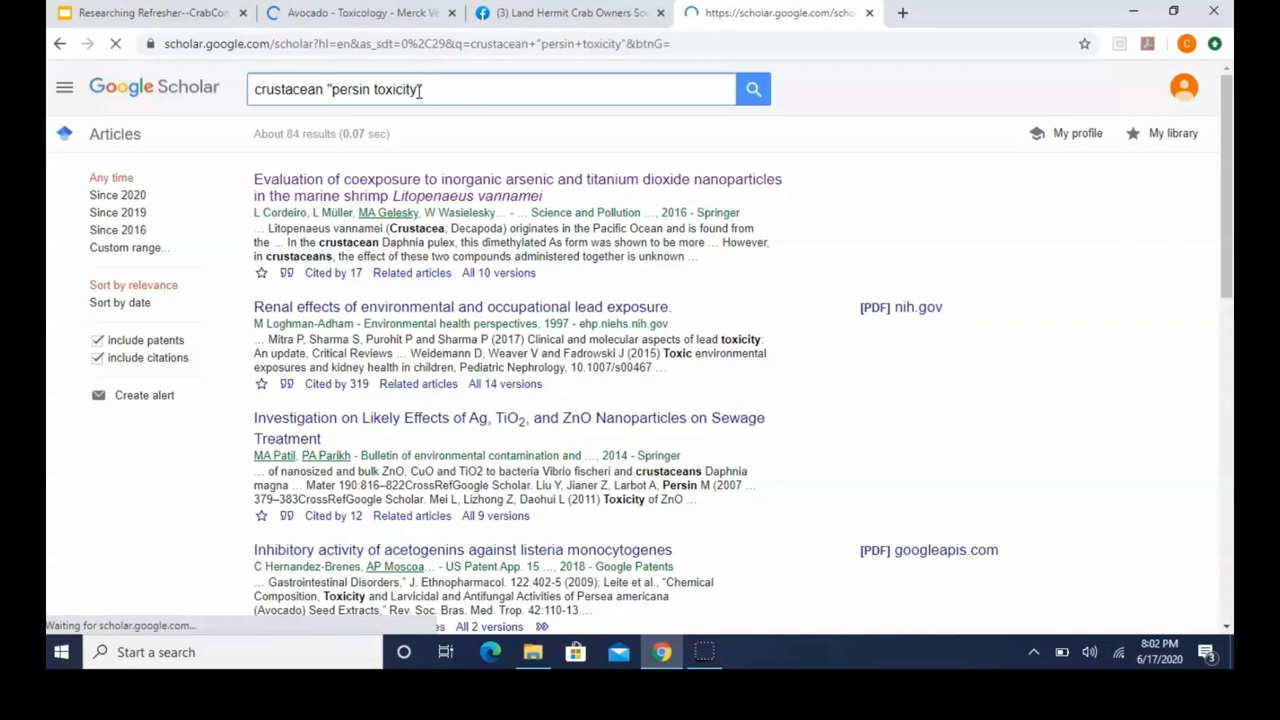 Researching Refresher--CrabCon
Avocado - Toxicology - Merck Ve
(3) Land Hermit Crab Owners So
https://scholar.google.com/scho
scholar.google.com/scholar?hl=en&as_sdt=0%2C29&q=crustacean+"persin+toxicity"&btnG=
C
Google Scholar
crustacean "persin toxicity"
Articles
About 84 results (0.07 sec)
My profile
My library
Any time
Since 2020
Since 2019
Since 2016
Custom range...
Sort by relevance
Sort by date
include patents
include citations
Create alert
Evaluation of coexposure to inorganic arsenic and titanium dioxide nanoparticles
in the marine shrimp Litopenaeus vannamei
L Cordeiro, L Müller, MA Gelesky, W Wasielesky... - ... Science and Pollution ..., 2016 - Springer
... Litopenaeus vannamei (Crustacea; Decapoda) originates in the Pacific Ocean and is found from
the ... In the crustacean Daphnia pulex, this dimethylated As form was shown to be more ... However,
in crustaceans, the effect of these two compounds administered together is unknown ...
Cited by 17 Related articles All 10 versions
Renal effects of environmental and occupational lead exposure.
[PDF] nih.gov
M Loghman-Adham - Environmental health perspectives, 1997 - ehp.niehs.nih.gov
... Mitra P, Sharma S, Purohit P and Sharma P (2017) Clinical and molecular aspects of lead toxicity:
An update, Critical Reviews ... Weidemann D, Weaver V and Fadrowski J (2015) Toxic environmental
exposures and kidney health in children, Pediatric Nephrology, 10.1007/s00467 ...
Cited by 319 Related articles All 14 versions
Investigation on Likely Effects of Ag, TiO2, and ZnO Nanoparticles on Sewage
Treatment
MA Patil, PA Parikh - Bulletin of environmental contamination and ..., 2014 - Springer
... of nanosized and bulk ZnO, CuO and TiO2 to bacteria Vibrio fischeri and crustaceans Daphnia
magna ... Mater 190:816–822CrossRefGoogle Scholar. Liu Y, Jianer Z, Larbot A, Persin M (2007 ...
379–383CrossRefGoogle Scholar. Mei L, Lizhong Z, Daohui L (2011) Toxicity of ZnO ...
Cited by 12 Related articles All 9 versions
Inhibitory activity of acetogenins against listeria monocytogenes
[PDF] googleapis.com
C Hernandez-Brenes, AP Moscoa... - US Patent App. 15 ..., 2018 - Google Patents
... Gastrointestinal Disorders," J. Ethnopharmacol. 122:402-5 (2009); Leite et al., "Chemical
Composition, Toxicity and Larvicidal and Antifungal Activities of Persea americana
(Avocado) Seed Extracts," Rev. Soc. Bras. Med. Trop. 42:110-13 ...
Waiting for scholar.google.com...
es All 2 versions
Start a search
8:02 PM
6/17/2020
3